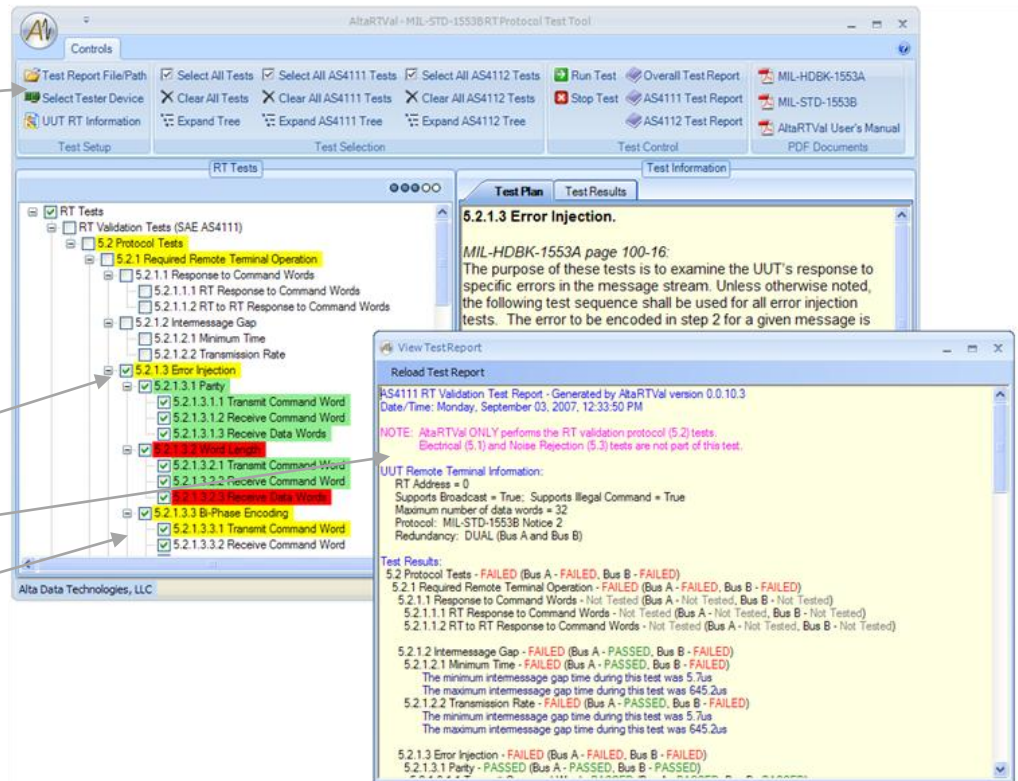 AltaRTVal - MIL-STD-1553B RT Protocol Test Tool
Controls
Test Report File/Path
Select All Tests
Select All AS4111 Tests
Select All AS4112 Tests
Run Test
Overall Test Report
MIL-HDBK-1553A
Select Tester Device
Clear All Tests
Clear All AS4111 Tests
Clear All AS4112 Tests
Stop Test
AS4111 Test Report
MIL-STD-1553B
UUT RT Information
Expand Tree
Expand AS4111 Tree
Expand AS4112 Tree
AS4112 Test Report
AltaRTVal User's Manual
Test Setup
Test Selection
Test Control
PDF Documents
RT Tests
RT Tests
RT Validation Tests (SAE AS4111)
5.2 Protocol Tests
5.2.1 Required Remote Terminal Operation
5.2.1.1 Response to Command Words
5.2.1.1.1 RT Response to Command Words
5.2.1.1.2 RT to RT Response to Command Words
5.2.1.2 Intermessage Gap
5.2.1.2.1 Minimum Time
5.2.1.2.2 Transmission Rate
5.2.1.3 Error Injection
5.2.1.3.1 Parity
5.2.1.3.1.1 Transmit Command Word
5.2.1.3.1.2 Receive Command Word
5.2.1.3.1.3 Receive Data Words
5.2.1.3.2 Word Length
5.2.1.3.2.1 Transmit Command Word
5.2.1.3.2.2 Receive Command Word
5.2.1.3.2.3 Receive Data Words
5.2.1.3.3 Bi-Phase Encoding
5.2.1.3.3.1 Transmit Command Word
5.2.1.3.3.2 Receive Command Word
Alta Data Technologies, LLC
Test Information
Test Plan
Test Results
5.2.1.3 Error Injection.
MIL-HDBK-1553A page 100-16:
The purpose of these tests is to examine the UUT's response to
specific errors in the message stream. Unless otherwise noted,
the following test sequence shall be used for all error injection
tests. The error to be encoded in step 2 for a given message is
View TestReport
Reload Test Report
AS4111 RT Validation Test Report - Generated by AltaRTVal version 0.0.10.3
Date/Time: Monday, September 03, 2007, 12:33:50 PM
NOTE: AltaRTVal ONLY performs the RT validation protocol (5.2) tests.
Electrical (5.1) and Noise Rejection (5.3) tests are not part of this test.
UUT Remote Terminal Information:
RT Address = 0
Supports Broadcast = True; Supports Illegal Command = True
Maximum number of data words = 32
Protocol: MIL-STD-1553B Notice 2
Redundancy: DUAL (Bus A and Bus B)
Test Results:
5.2 Protocol Tests - FAILED (Bus A - FAILED, Bus B - FAILED)
5.2.1 Required Remote Terminal Operation - FAILED (Bus A - FAILED, Bus B - FAILED)
5.2.1.1 Response to Command Words - Not Tested (Bus A - Not Tested, Bus B - Not Tested)
5.2.1.1.1 RT Response to Command Words - Not Tested (Bus A - Not Tested, Bus B - Not Tested)
5.2.1.1.2 RT to RT Response to Command Words - Not Tested (Bus A - Not Tested, Bus B - Not Tested)
5.2.1.2 Intermessage Gap - FAILED (Bus A - PASSED, Bus B - FAILED)
5.2.1.2.1 Minimum Time - FAILED (Bus A - PASSED, Bus B - FAILED)
The minimum intermessage gap time during this test was 5.7us
The maximum intermessage gap time during this test was 645.2us
5.2.1.2.2 Transmission Rate - FAILED (Bus A - PASSED, Bus B - FAILED)
The minimum intermessage gap time during this test was 5.7us
The maximum intermessage gap time during this test was 645.2us
5.2.1.3 Error Injection - FAILED (Bus A - FAILED, Bus B - FAILED)
5.2.1.3.1 Parity - PASSED (Bus A - PASSED, Bus B - PASSED)